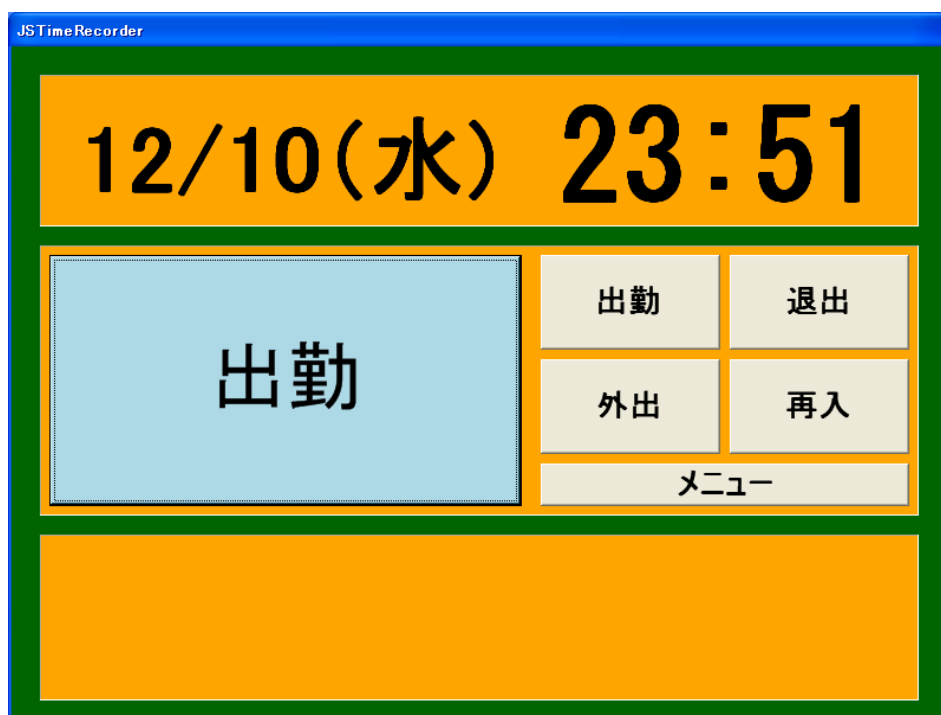 JSTimeRecorder
12/10(水) 23:51
出勤
出勤 退出
外出 再入
メニュー